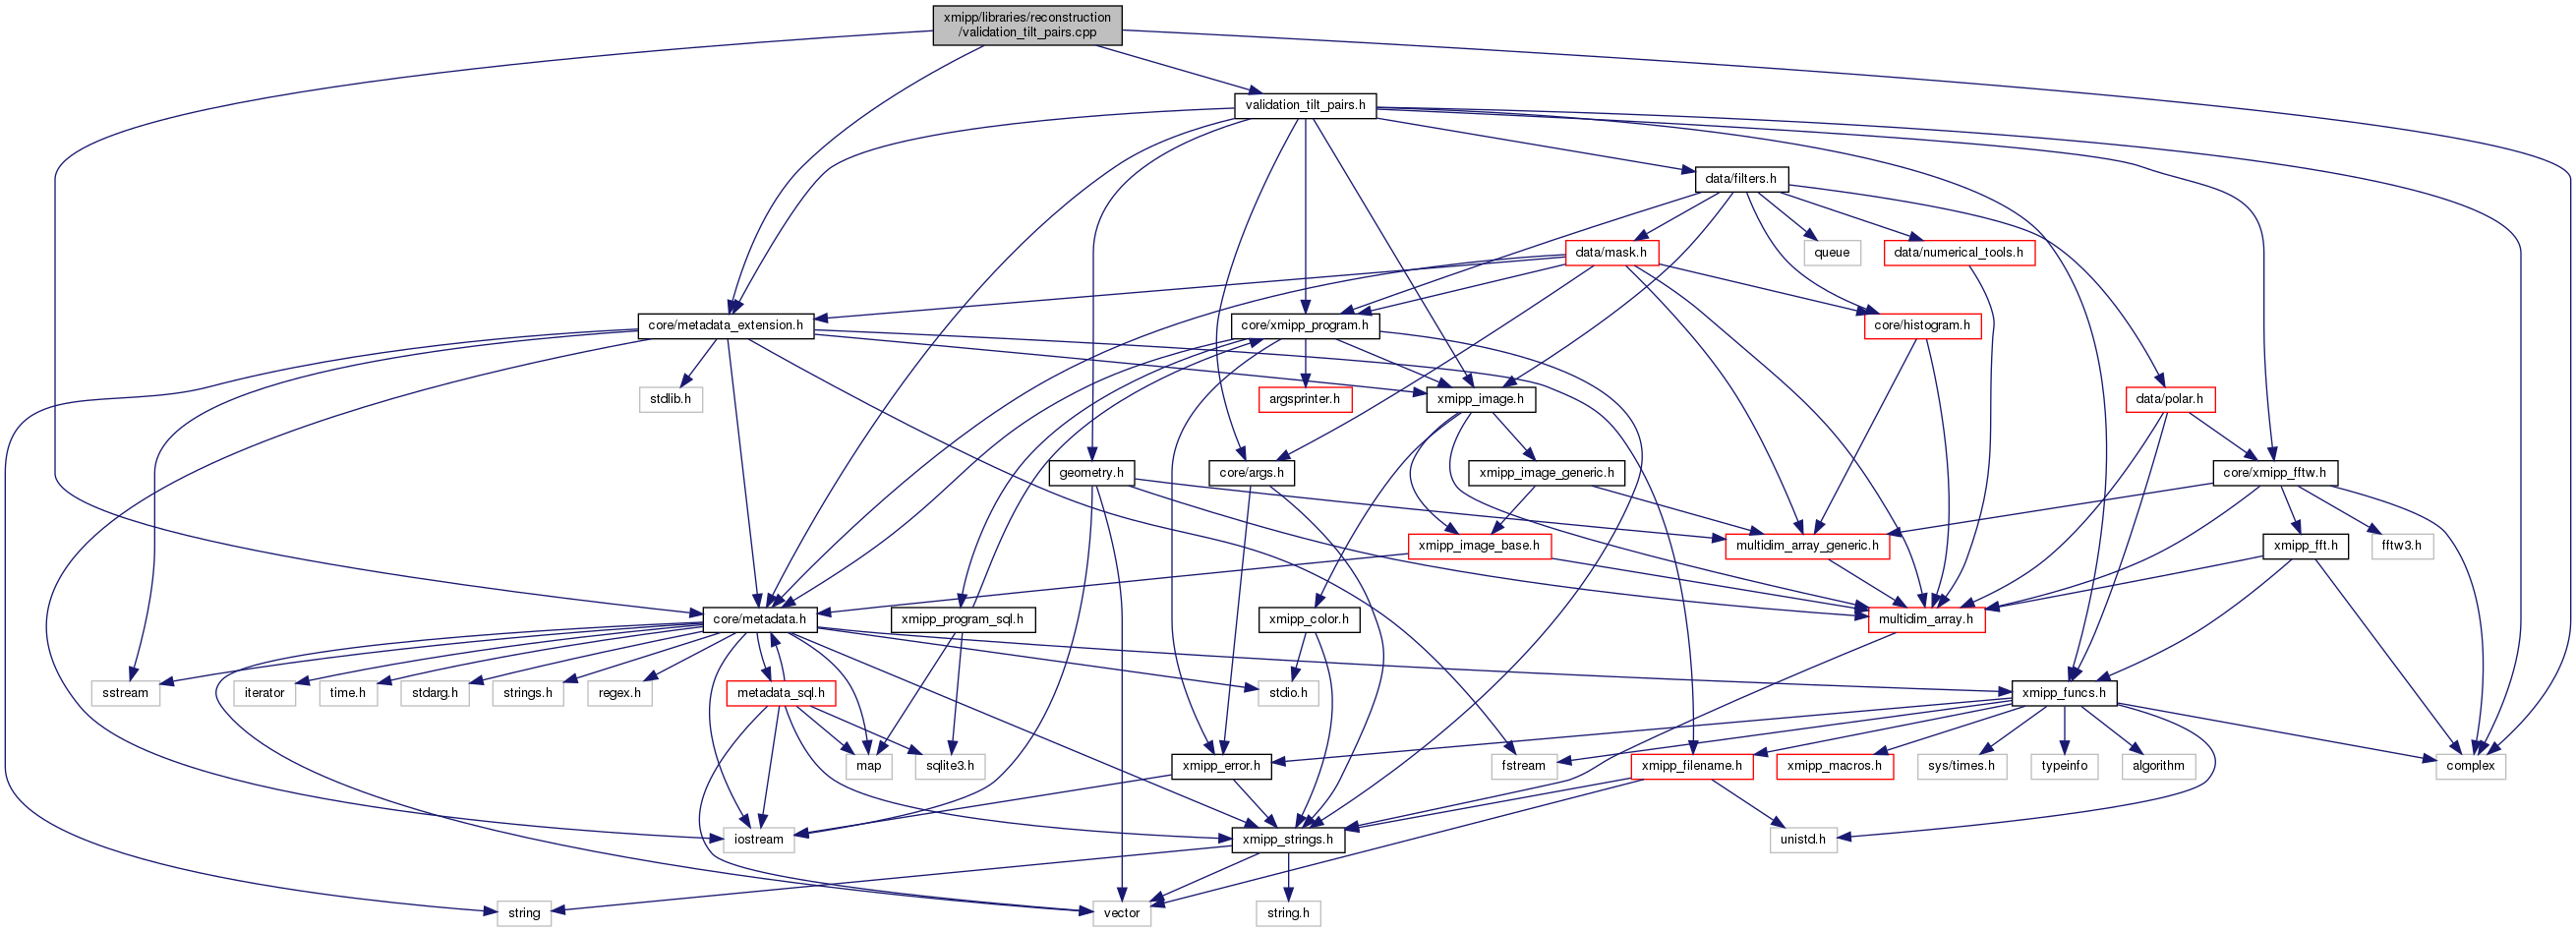 xmipp/libraries/reconstruction
/validation_tilt_pairs.cpp
validation_tilt_pairs.h
data/filters.h
data/mask.h
queue
data/numerical_tools.h
core/metadata_extension.h
core/xmipp_program.h
core/histogram.h
stdlib.h
argsprinter.h
xmipp_image.h
data/polar.h
geometry.h
core/args.h
xmipp_image_generic.h
core/xmipp_fftw.h
xmipp_image_base.h
multidim_array_generic.h
xmipp_fft.h
fftw3.h
core/metadata.h
xmipp_program_sql.h
xmipp_color.h
multidim_array.h
sstream
iterator
time.h
stdarg.h
strings.h
regex.h
metadata_sql.h
stdio.h
xmipp_funcs.h
map
sqlite3.h
xmipp_error.h
fstream
xmipp_filename.h
xmipp_macros.h
sys/times.h
typeinfo
algorithm
complex
iostream
xmipp_strings.h
unistd.h
string
vector
string.h